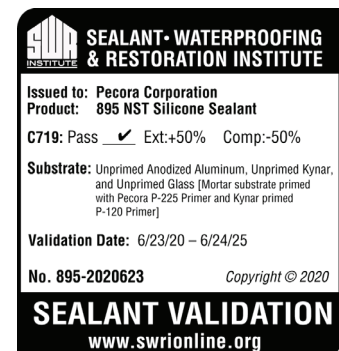 SWR
INSTITUTE
SEALANT • WATERPROOFING
& RESTORATION INSTITUTE
Issued to: Pecora Corporation
Product: 895 NST Silicone Sealant
C719: Pass ✔ Ext:+50% Comp:-50%
Substrate: Unprimed Anodized Aluminum, Unprimed Kynar,
and Unprimed Glass [Mortar substrate primed
with Pecora P-225 Primer and Kynar primed
P-120 Primer]
Validation Date: 6/23/20 – 6/24/25
No. 895-2020623 Copyright © 2020
SEALANT VALIDATION
www.swrionline.org